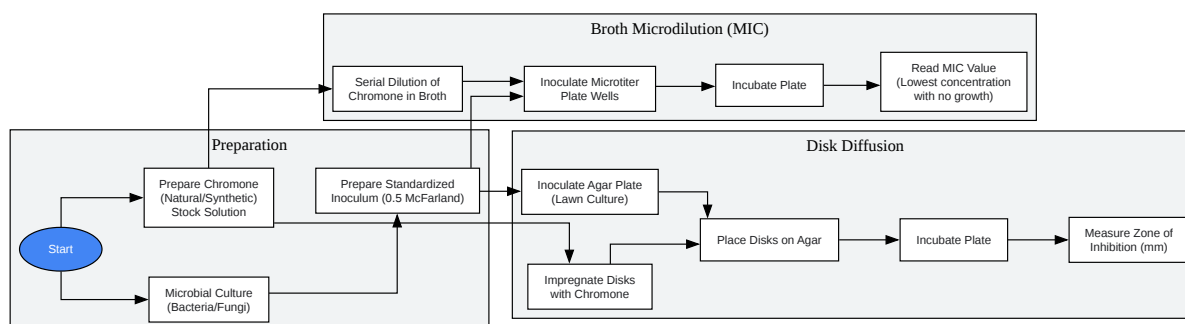 Broth Microdilution (MIC)
Serial Dilution of
Chromone in Broth
Inoculate Microtiter
Plate Wells
Incubate Plate
Read MIC Value
(Lowest concentration
with no growth)
Preparation
Start
Prepare Chromone
(Natural/Synthetic)
Stock Solution
Microbial Culture
(Bacteria/Fungi)
Prepare Standardized
Inoculum (0.5 McFarland)
Disk Diffusion
Inoculate Agar Plate
(Lawn Culture)
Impregnate Disks
with Chromone
Place Disks on Agar
Incubate Plate
Measure Zone of
Inhibition (mm)